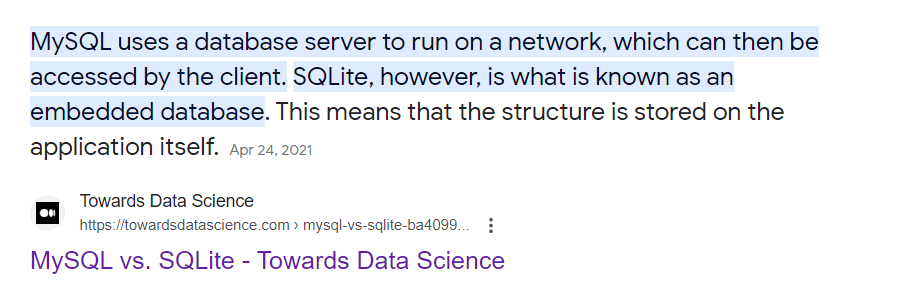 MySQL uses a database server to run on a network, which can then be
accessed by the client. SQLite, however, is what is known as an
embedded database. This means that the structure is stored on the
application itself. Apr 24, 2021
Towards Data Science
https://towardsdatascience.com › mysql-vs-sqlite-ba4099...
MySQL vs. SQLite - Towards Data Science